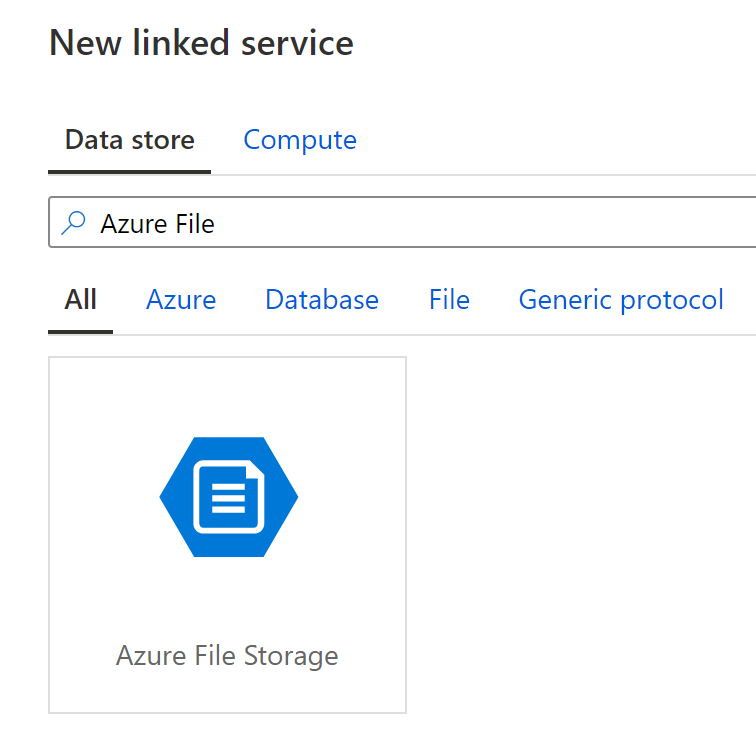 New linked service
Data store Compute
Azure File
All Azure Database File Generic protocol
Azure File Storage